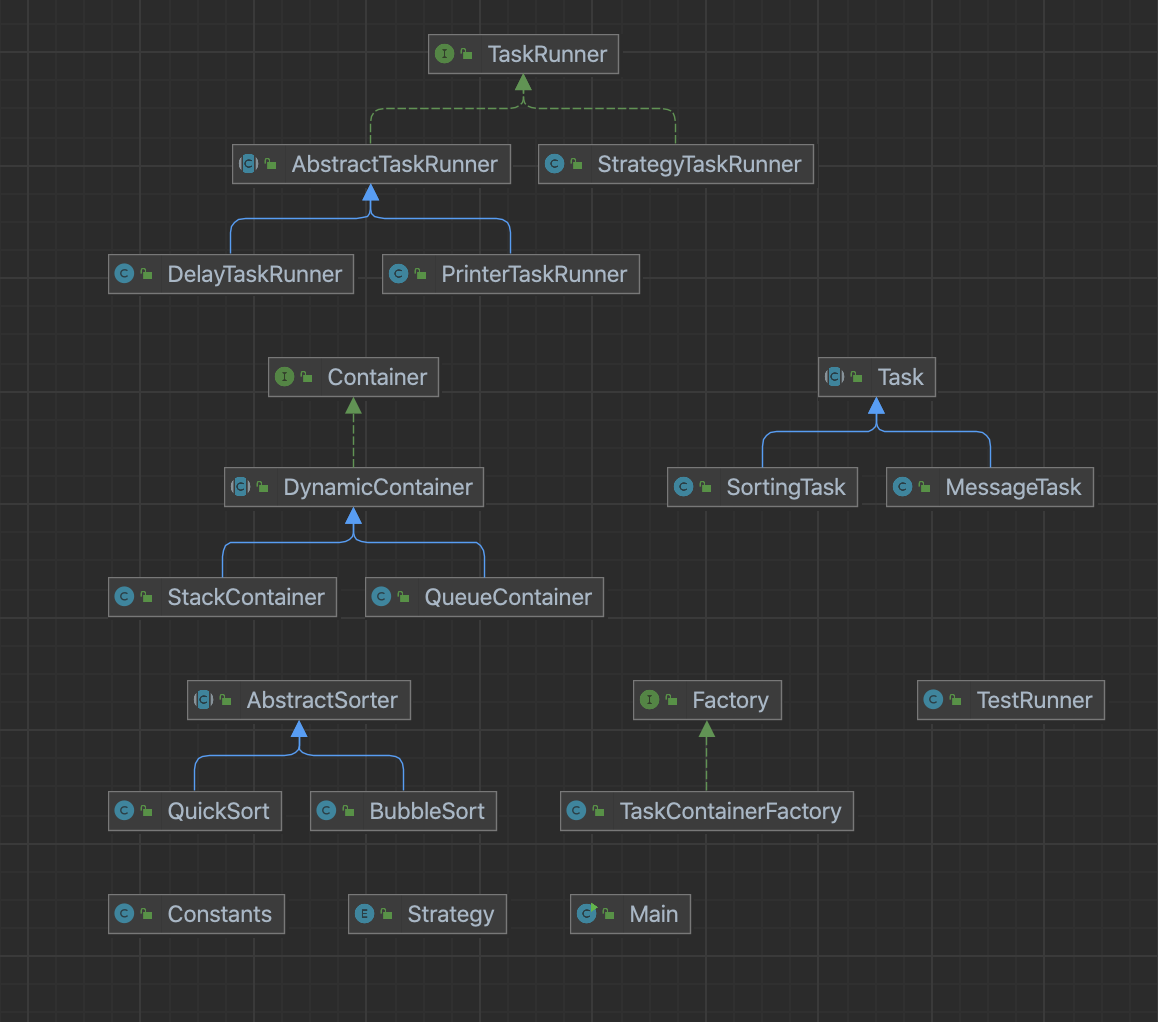 TaskRunner
AbstractTaskRunner
StrategyTaskRunner
DelayTaskRunner
PrinterTaskRunner
Container
Task
DynamicContainer
SortingTask
MessageTask
StackContainer
QueueContainer
AbstractSorter
Factory
TestRunner
QuickSort
BubbleSort
TaskContainerFactory
Constants
Strategy
Main